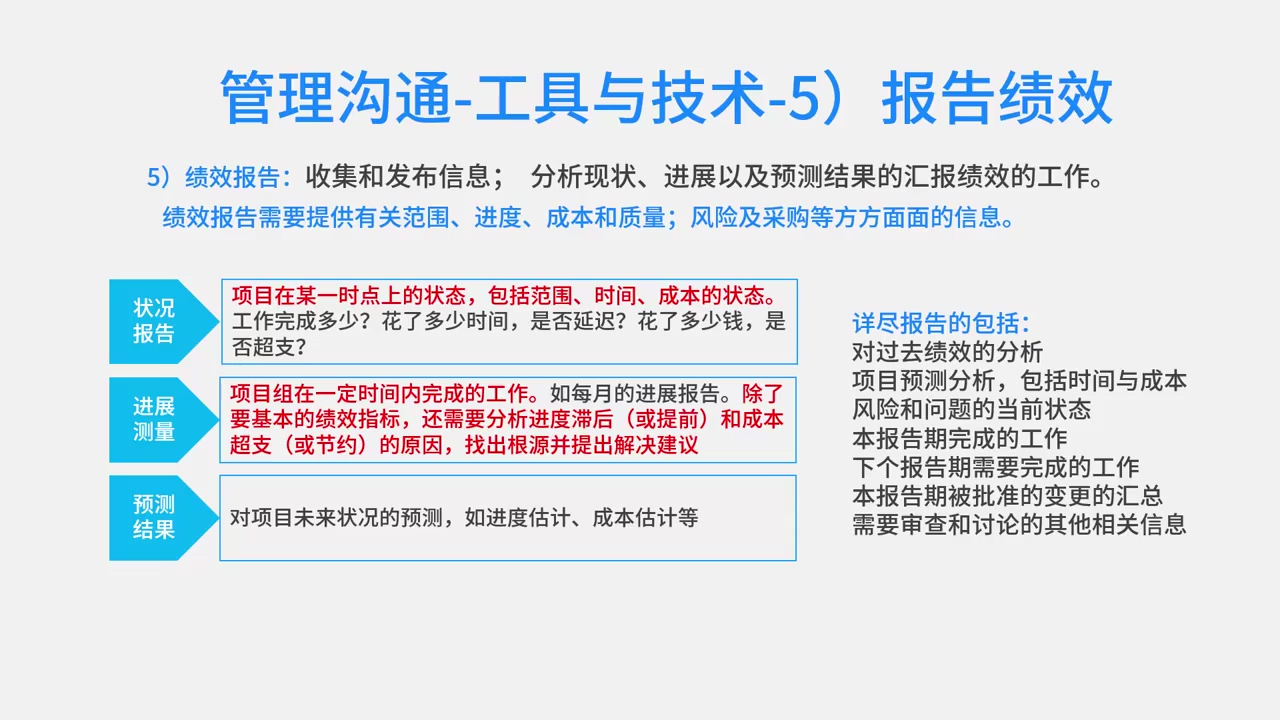 管理沟通-工具与技术-5）报告绩效
5）绩效报告：收集和发布信息； 分析现状、进展以及预测结果的汇报绩效的工作。
绩效报告需要提供有关范围、进度、成本和质量；风险及采购等方方面面的信息。
状况
报告
项目在某一时点上的状态，包括范围、时间、成本的状态。
工作完成多少？花了多少时间，是否延迟？花了多少钱，是
否超支？
进展
测量
项目组在一定时间内完成的工作。如每月的进展报告。除了
要基本的绩效指标，还需要分析进度滞后（或提前）和成本
超支（或节约）的原因，找出根源并提出解决建议
预测
结果
对项目未来状况的预测，如进度估计、成本估计等
详尽报告的包括：
对过去绩效的分析
项目预测分析，包括时间与成本
风险和问题的当前状态
本报告期完成的工作
下个报告期需要完成的工作
本报告期被批准的变更的汇总
需要审查和讨论的其他相关信息